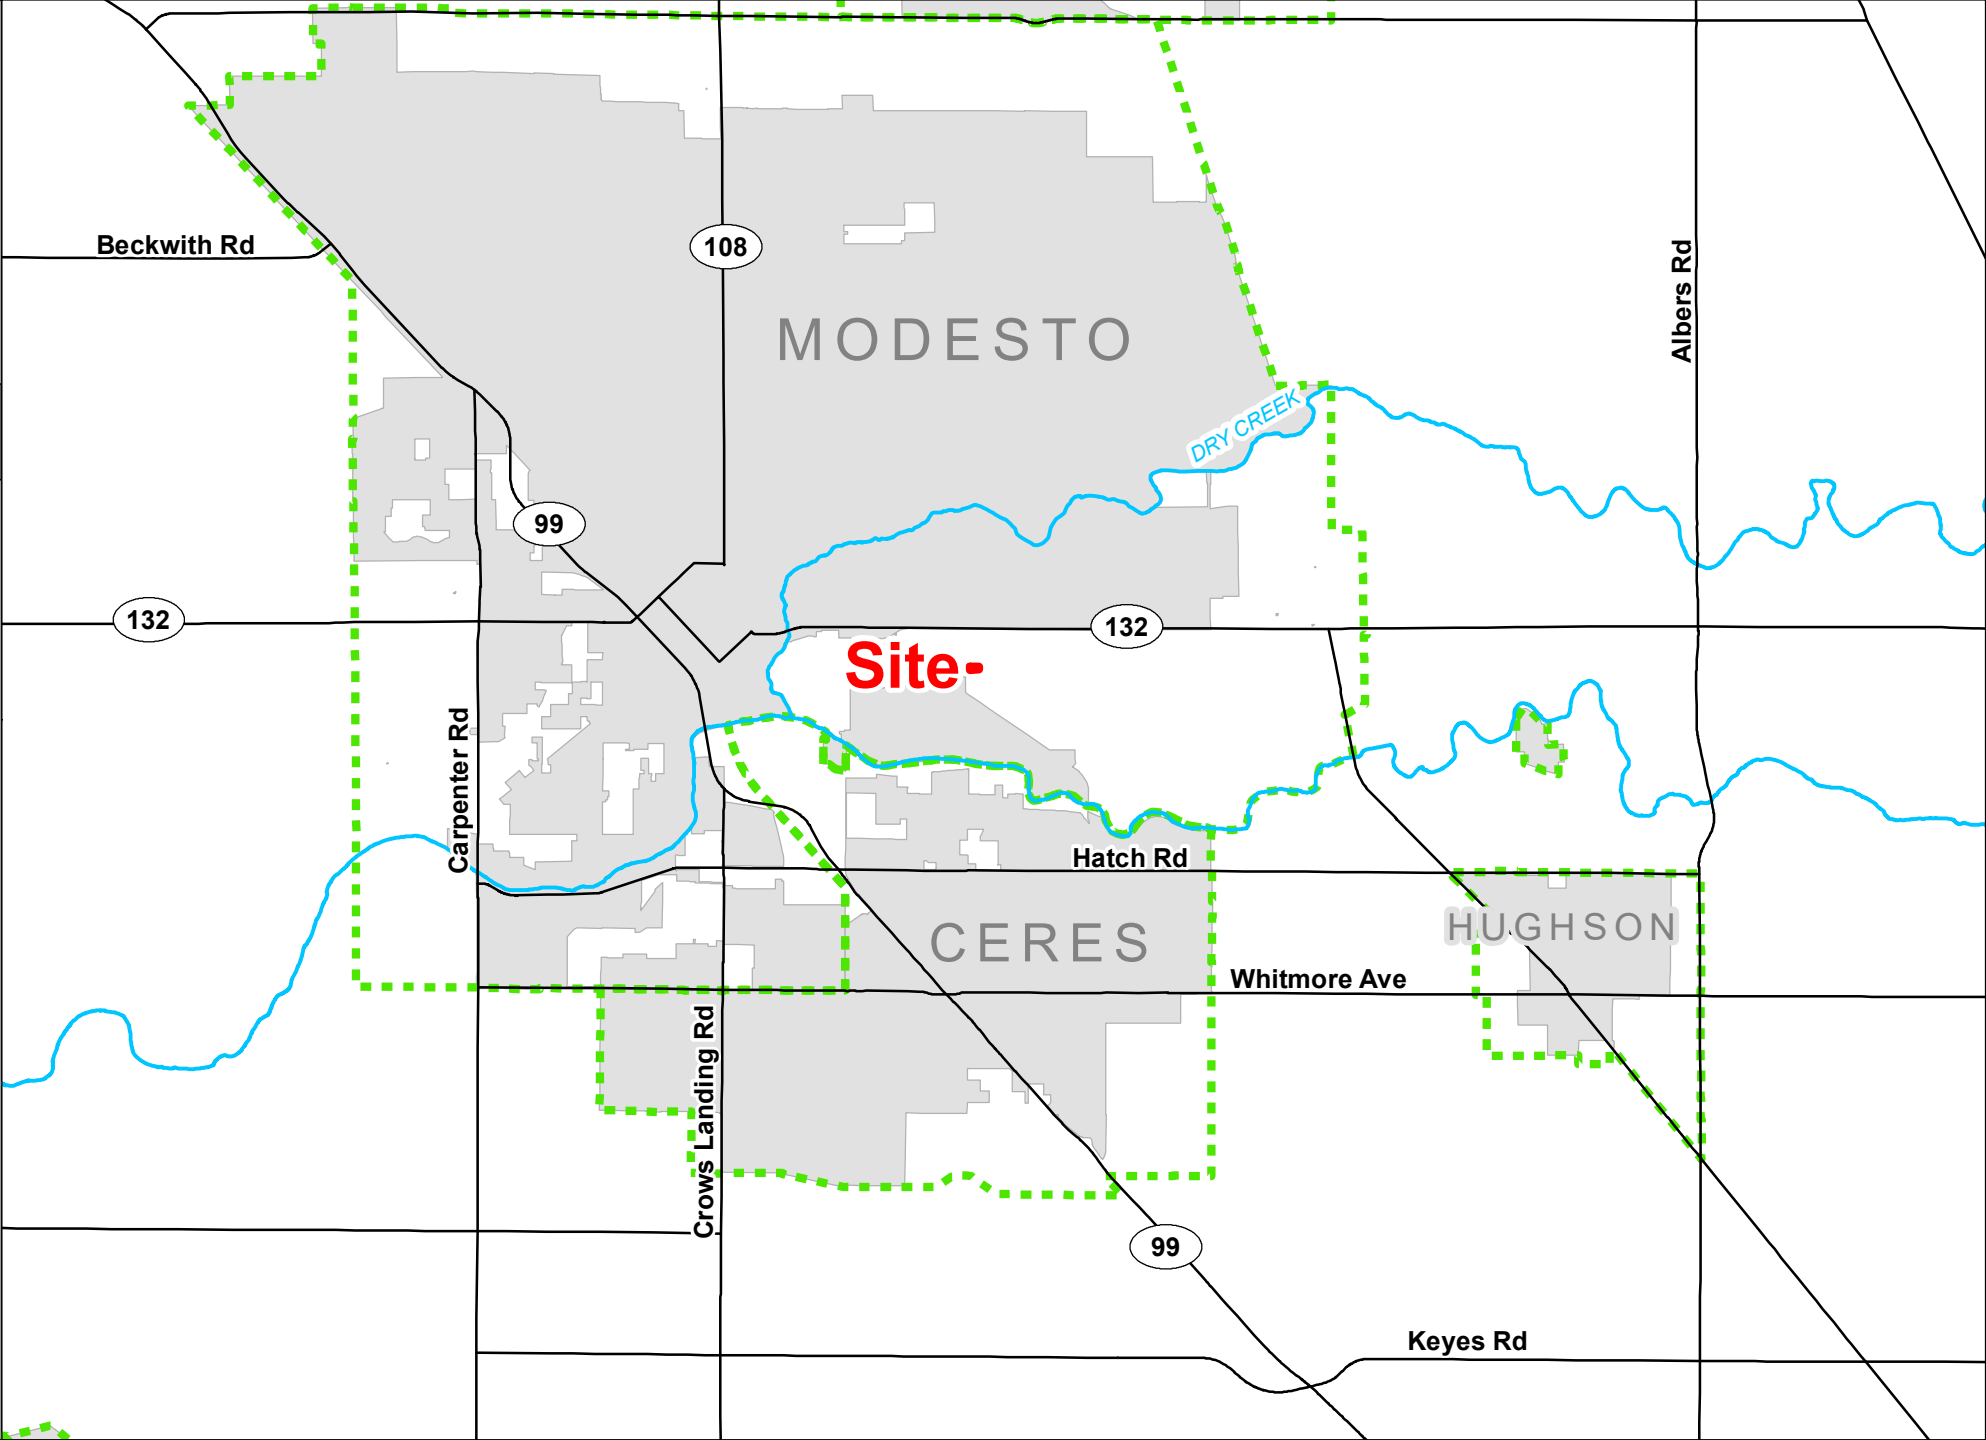 Beckwith Rd
108
Albers Rd
MODESTO
DRY CREEK
99
132
132
Site
Carpenter Rd
Hatch Rd
CERES
HUGHSON
Whitmore Ave
Crows Landing Rd
99
Keyes Rd